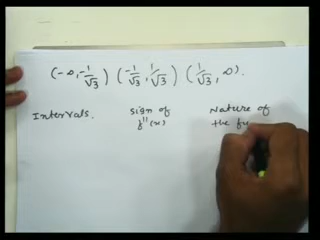 (-∞, -1/√3) (-1/√3, 1/√3) (1/√3, ∞).
Intervals. Sign of Nature of
f''(x) the fu